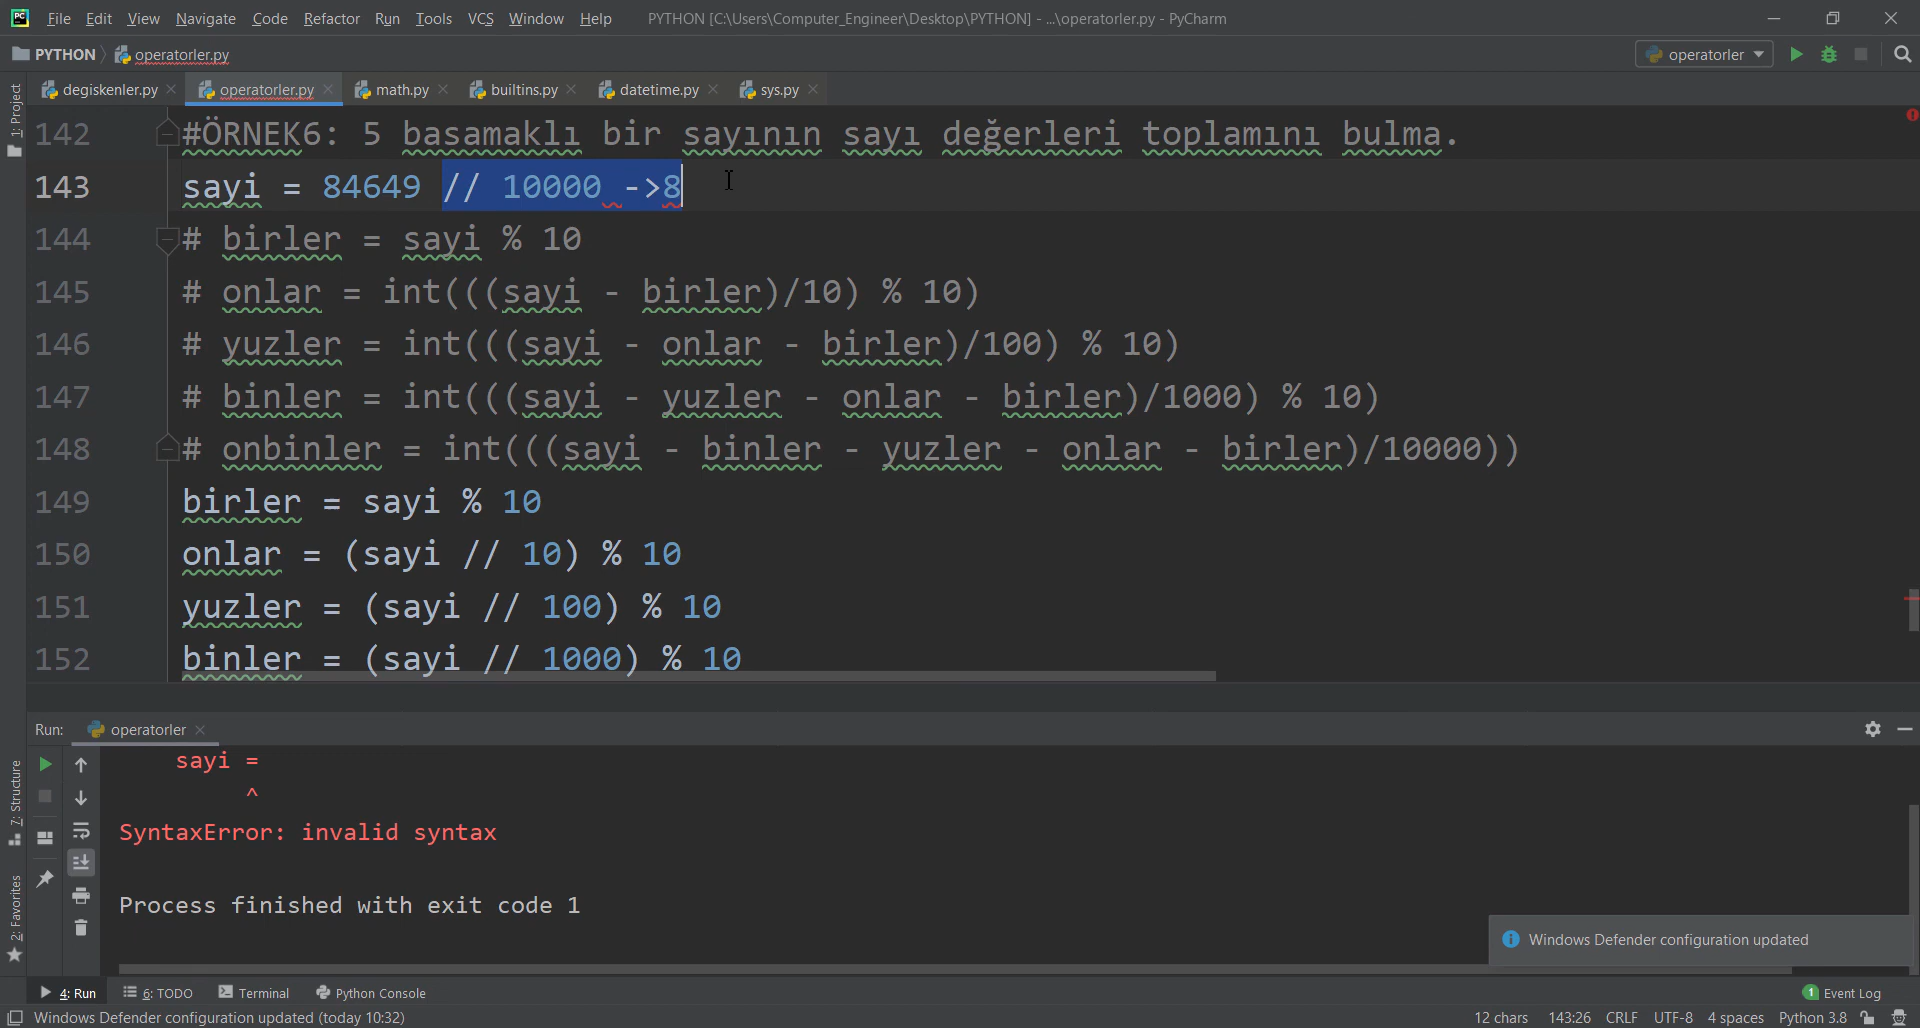 File Edit View Navigate Code Refactor Run Tools VCS Window Help PYTHON [C:\Users\Computer_Engineer\Desktop\PYTHON] - ...\operatorler.py - PyCharm
PYTHON operatorler.py operatorler
degiskenler.py operatorler.py math.py builtins.py datetime.py sys.py
1: Project
142 #ÖRNEK6: 5 basamaklı bir sayının sayı değerleri toplamını bulma.
143 sayi = 84649 // 10000 ->8
144 # birler = sayi % 10
145 # onlar = int(((sayi - birler)/10) % 10)
146 # yuzler = int(((sayi - onlar - birler)/100) % 10)
147 # binler = int(((sayi - yuzler - onlar - birler)/1000) % 10)
148 # onbinler = int(((sayi - binler - yuzler - onlar - birler)/10000))
149 birler = sayi % 10
150 onlar = (sayi // 10) % 10
151 yuzler = (sayi // 100) % 10
152 binler = (sayi // 1000) % 10
Run: operatorler
sayi =
^
SyntaxError: invalid syntax
Process finished with exit code 1
7: Structure
2: Favorites
Windows Defender configuration updated
4: Run 6: TODO Terminal Python Console 1 Event Log
Windows Defender configuration updated (today 10:32) 12 chars 143:26 CRLF UTF-8 4 spaces Python 3.8